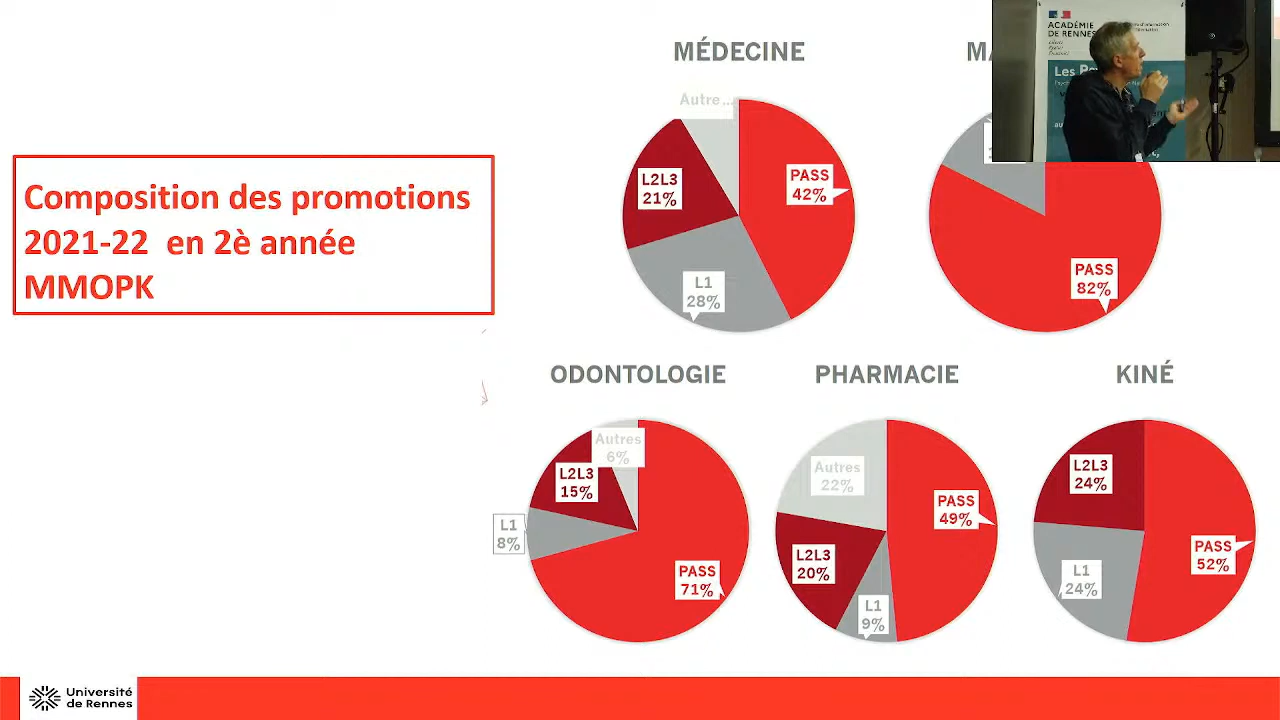 Composition des promotions
2021-22 en 2è année
MMOPK
MÉDECINE
Autre ...
PASS
42%
L2L3
21%
L1
28%
PASS
82%
ACADÉMIE
DE RENNES
Les
ODONTOLOGIE
Autres
6%
L2L3
15%
L1
8%
PASS
71%
PHARMACIE
Autres
22%
PASS
49%
L2L3
20%
L1
9%
KINÉ
L2L3
24%
PASS
52%
L1
24%
Université
de Rennes